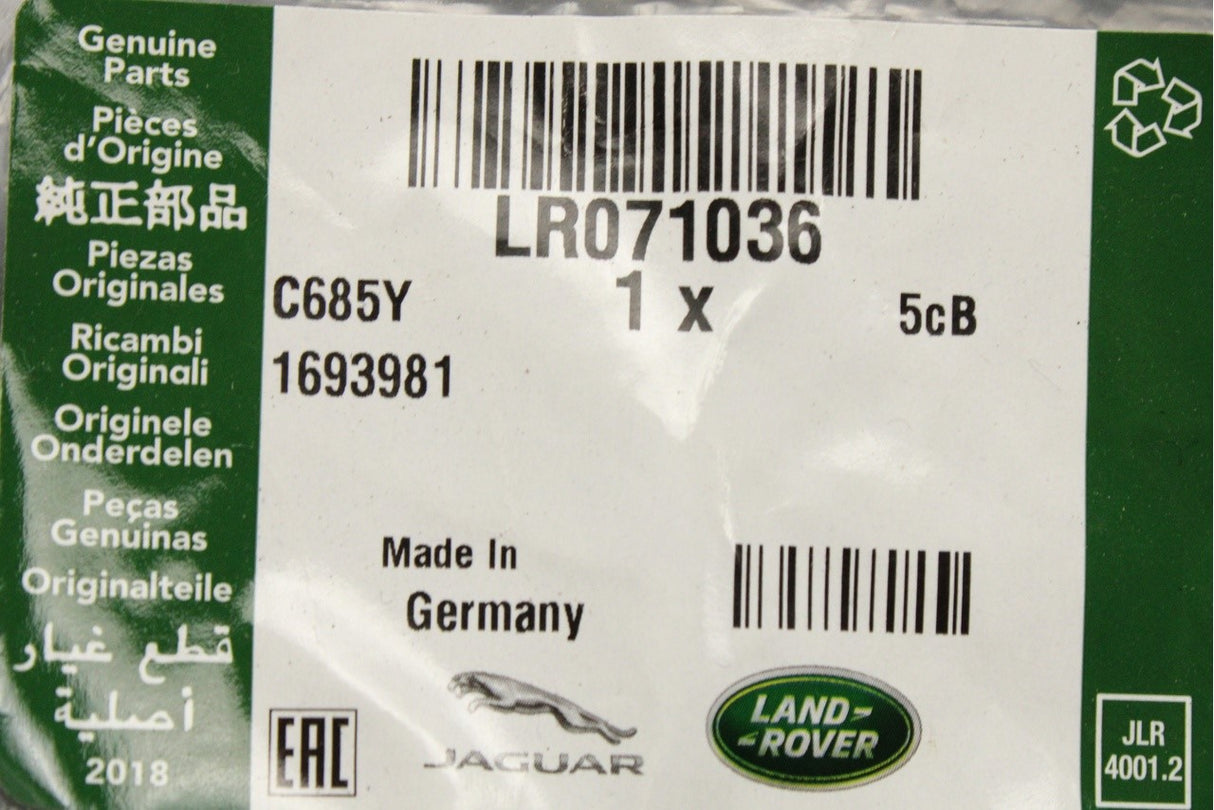 Genuine
Parts
Pièces
d'Origine
純正部品
Piezas
Originales
Ricambi
Originali
Originele
Onderdelen
Peças
Genuinas
Originalteile
قطع غيار
أصلية
2018
LR071036
C685Y
1 x
5cB
1693981
Made In
Germany
EAC
JAGUAR
LAND-
-ROVER
JLR
4001.2